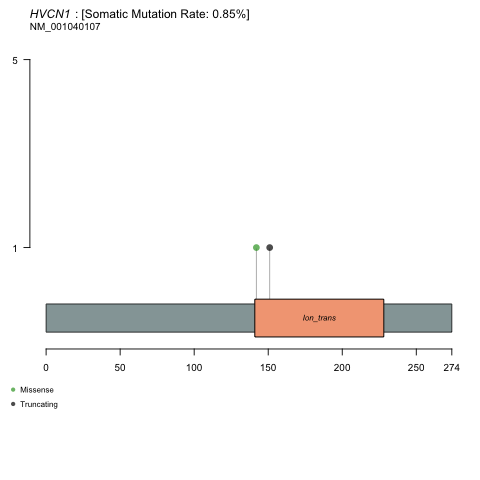 HVCN1 : [Somatic Mutation Rate: 0.85%]
NM_001040107
5
1
Ion_trans
0 50 100 150 200 250 274
Missense
Truncating